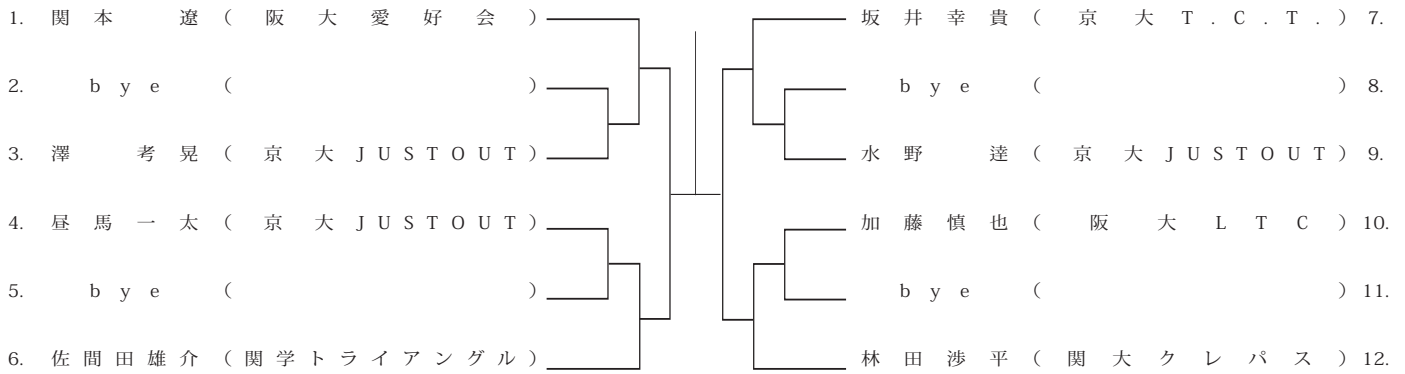 1. 関本 遼 (阪大愛好会)
2. bye ( )
3. 澤 考晃 (京大JUSTOUT)
4. 昼馬一太 (京大JUSTOUT)
5. bye ( )
6. 佐間田雄介 (関学トライアングル)
坂井幸貴 (京大T.C.T.) 7.
bye ( ) 8.
水野 達 (京大JUSTOUT) 9.
加藤慎也 (阪大LTC) 10.
bye ( ) 11.
林田渉平 (関大クレパス) 12.